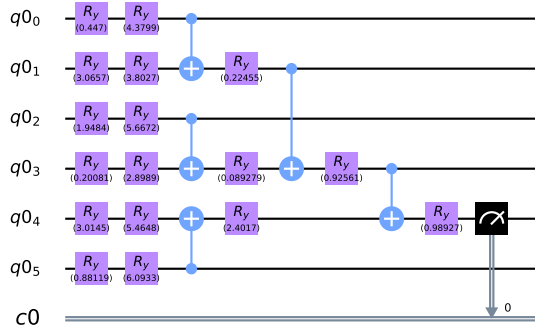 q0₀ R_y (0.447) R_y (4.3799)
q0₁ R_y (3.0657) R_y (3.8027) R_y (0.22455)
q0₂ R_y (1.9484) R_y (5.6672)
q0₃ R_y (0.20081) R_y (2.8989) R_y (0.089279) R_y (0.92561)
q0₄ R_y (3.0145) R_y (5.4648) R_y (2.4017) R_y (0.98927)
q0₅ R_y (0.88119) R_y (6.0933)
c0 0